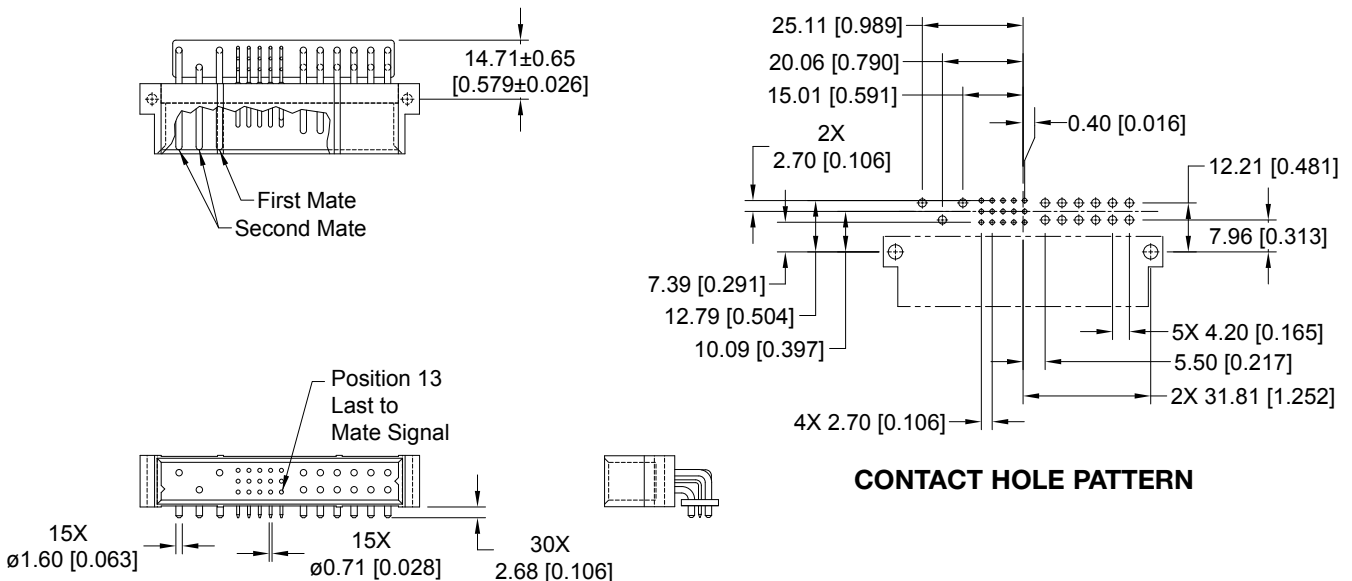 14.71±0.65
[0.579±0.026]
First Mate
Second Mate
25.11 [0.989]
20.06 [0.790]
15.01 [0.591]
0.40 [0.016]
2X
2.70 [0.106]
12.21 [0.481]
7.96 [0.313]
7.39 [0.291]
12.79 [0.504]
10.09 [0.397]
5X 4.20 [0.165]
5.50 [0.217]
2X 31.81 [1.252]
4X 2.70 [0.106]
CONTACT HOLE PATTERN
Position 13
Last to
Mate Signal
15X
ø1.60 [0.063]
15X
ø0.71 [0.028]
30X
2.68 [0.106]